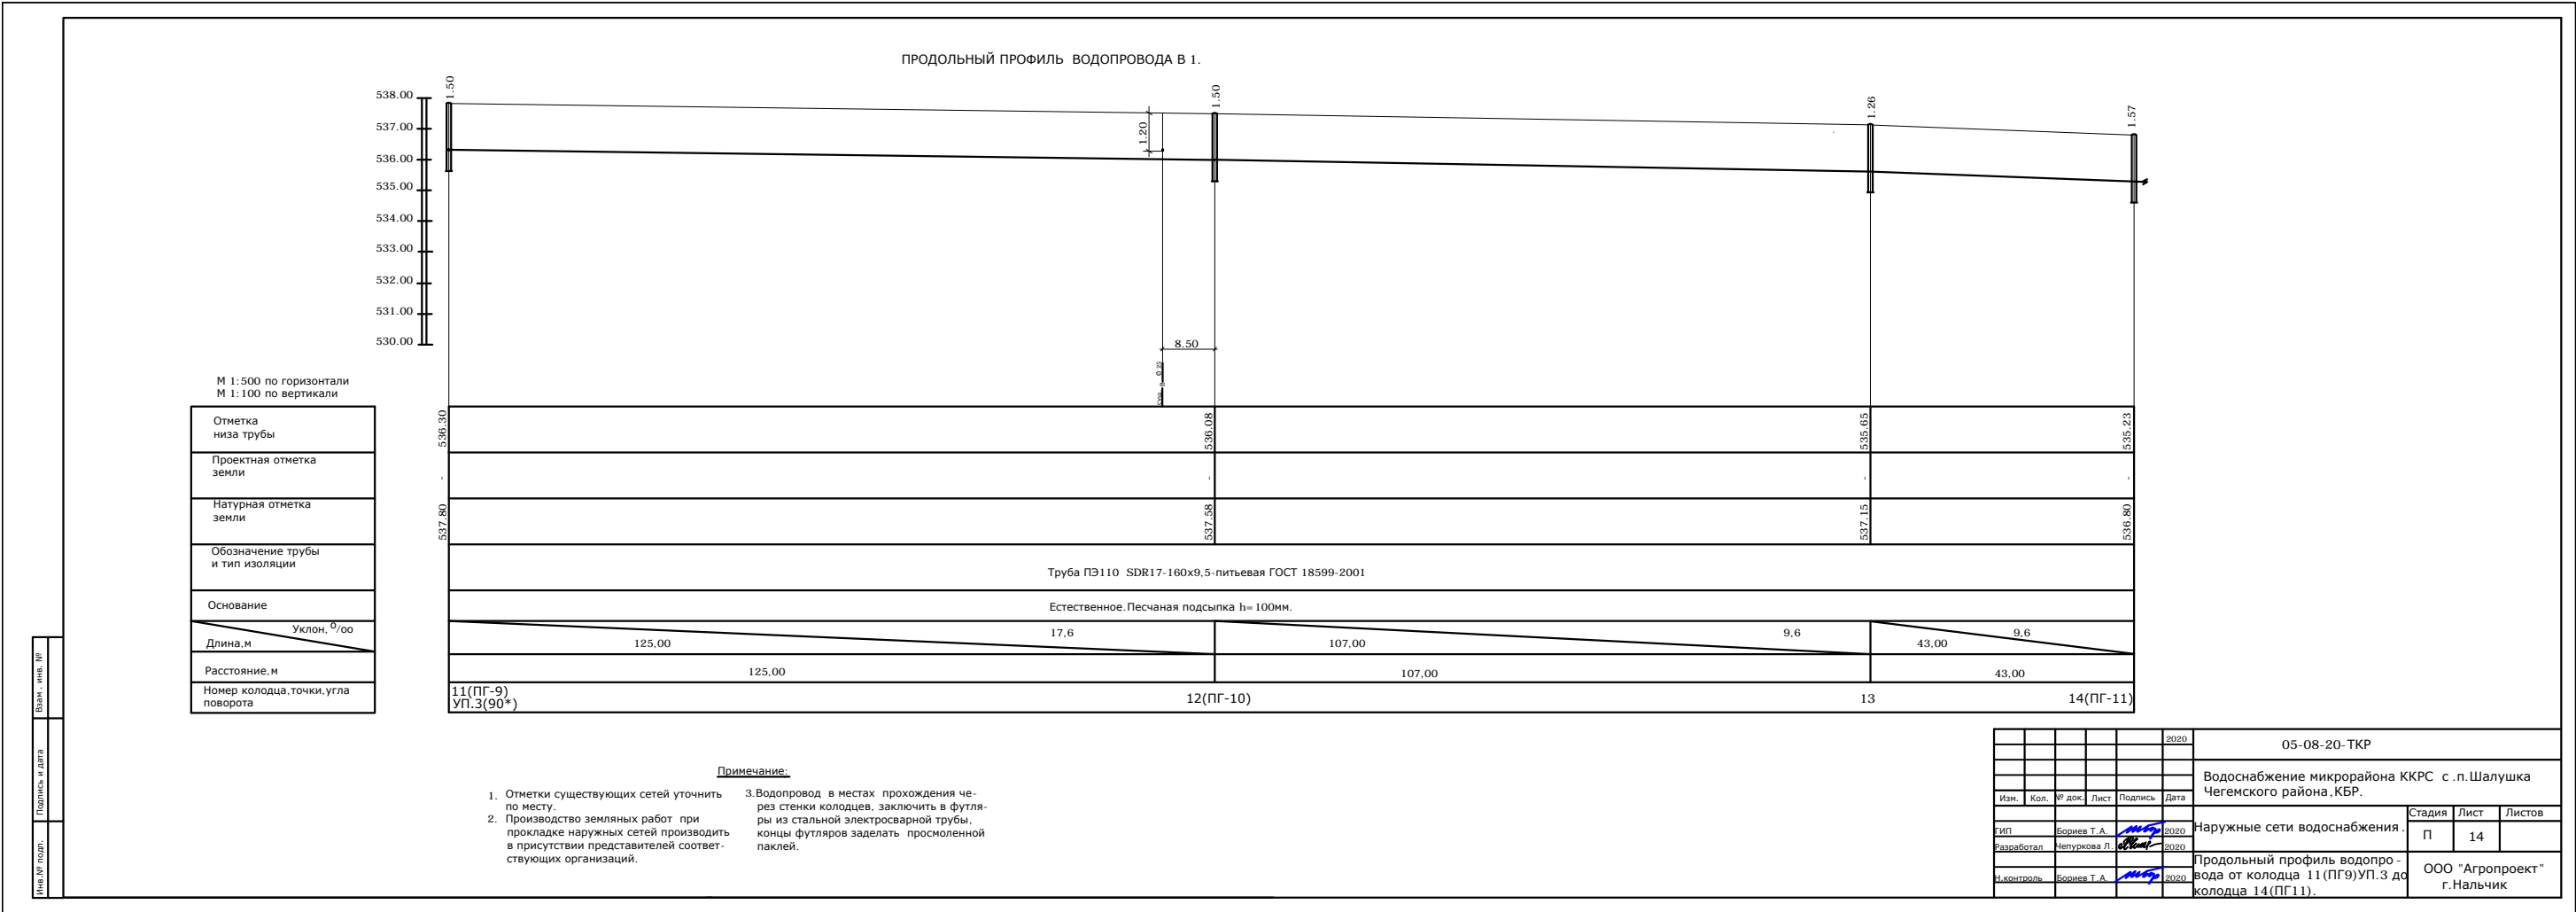 ПРОДОЛЬНЫЙ ПРОФИЛЬ ВОДОПРОВОДА В 1.
1.50
1.50
1.26
1.57
538.00
537.00
536.00
535.00
534.00
533.00
532.00
531.00
530.00
1.20
8.50
М 1:500 по горизонтали
М 1:100 по вертикали
Отметка
низа трубы
536.30
536.08
535.65
535.23
Проектная отметка
земли
-
-
-
-
Натурная отметка
земли
537.80
537.58
537.15
536.80
Обозначение трубы
и тип изоляции
Труба ПЭ110 SDR17-160х9,5-питьевая ГОСТ 18599-2001
Основание
Естественное.Песчаная подсыпка h=100мм.
Уклон, О/оо
Длина,м
125,00
17,6
107,00
9,6
43,00
9,6
Расстояние,м
125,00
107,00
43,00
Номер колодца,точки,угла
поворота
11(ПГ-9)
УП.3(90*)
12(ПГ-10)
13
14(ПГ-11)
Примечание:
1. Отметки существующих сетей уточнить
по месту.
2. Производство земляных работ при
прокладке наружных сетей производить
в присутствии представителей соответ-
ствующих организаций.
3.Водопровод в местах прохождения че-
рез стенки колодцев, заключить в футля-
ры из стальной электросварной трубы,
концы футляров заделать просмоленной
паклей.
Взам. инв. №
Подпись и дата
Инв.№ подл.
2020
05-08-20-ТКР
Водоснабжение микрорайона ККРС с.п.Шалушка
Чегемского района,КБР.
Изм. Кол. № док. Лист Подпись Дата
Наружные сети водоснабжения.
Стадия Лист Листов
П 14
ГИП Бориев Т.А. 2020
Разработал Чепуркова Л. 2020
Н.контроль Бориев Т.А. 2020
Продольный профиль водопро-
вода от колодца 11(ПГ9)УП.3 до
колодца 14(ПГ11).
ООО "Агропроект"
г.Нальчик